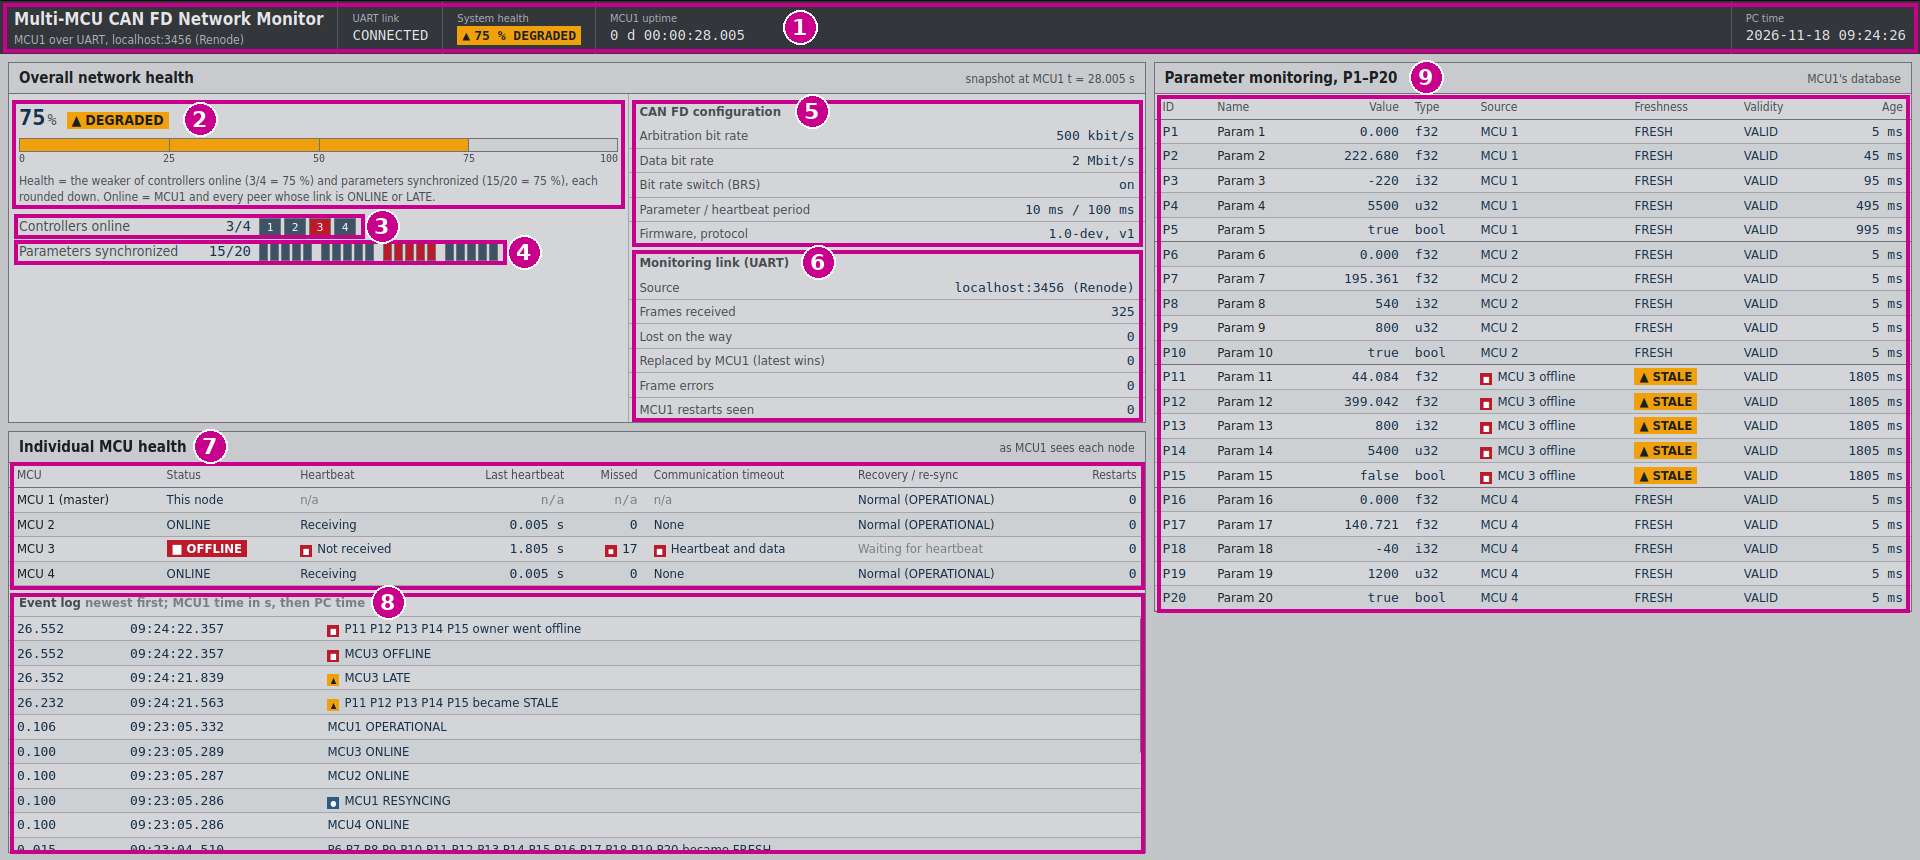 Multi-MCU CAN FD Network Monitor
MCU1 over UART, localhost:3456 (Renode)
UART link
CONNECTED
System health
▲ 75 % DEGRADED
MCU1 uptime
0 d 00:00:28.005
1
PC time
2026-11-18 09:24:26
Overall network health
snapshot at MCU1 t = 28.005 s
75 % ▲ DEGRADED
2
0 25 50 75 100
Health = the weaker of controllers online (3/4 = 75 %) and parameters synchronized (15/20 = 75 %), each
rounded down. Online = MCU1 and every peer whose link is ONLINE or LATE.
Controllers online 3/4 1 2 3 4
3
Parameters synchronized 15/20
4
CAN FD configuration
5
Arbitration bit rate 500 kbit/s
Data bit rate 2 Mbit/s
Bit rate switch (BRS) on
Parameter / heartbeat period 10 ms / 100 ms
Firmware, protocol 1.0-dev, v1
Monitoring link (UART)
6
Source localhost:3456 (Renode)
Frames received 325
Lost on the way 0
Replaced by MCU1 (latest wins) 0
Frame errors 0
MCU1 restarts seen 0
Individual MCU health
7
as MCU1 sees each node
MCU Status Heartbeat Last heartbeat Missed Communication timeout Recovery / re-sync Restarts
MCU 1 (master) This node n/a n/a n/a n/a Normal (OPERATIONAL) 0
MCU 2 ONLINE Receiving 0.005 s 0 None Normal (OPERATIONAL) 0
MCU 3 OFFLINE Not received 1.805 s 17 Heartbeat and data Waiting for heartbeat 0
MCU 4 ONLINE Receiving 0.005 s 0 None Normal (OPERATIONAL) 0
Event log newest first; MCU1 time in s, then PC time
8
26.552 09:24:22.357 P11 P12 P13 P14 P15 owner went offline
26.552 09:24:22.357 MCU3 OFFLINE
26.352 09:24:21.839 MCU3 LATE
26.232 09:24:21.563 P11 P12 P13 P14 P15 became STALE
0.106 09:23:05.332 MCU1 OPERATIONAL
0.100 09:23:05.289 MCU3 ONLINE
0.100 09:23:05.287 MCU2 ONLINE
0.100 09:23:05.286 MCU1 RESYNCING
0.100 09:23:05.286 MCU4 ONLINE
0.015 09:23:04.510 P6 P7 P8 P9 P10 P11 P12 P13 P14 P15 P16 P17 P18 P19 P20 became FRESH
Parameter monitoring, P1–P20
9
MCU1's database
ID Name Value Type Source Freshness Validity Age
P1 Param 1 0.000 f32 MCU 1 FRESH VALID 5 ms
P2 Param 2 222.680 f32 MCU 1 FRESH VALID 45 ms
P3 Param 3 -220 i32 MCU 1 FRESH VALID 95 ms
P4 Param 4 5500 u32 MCU 1 FRESH VALID 495 ms
P5 Param 5 true bool MCU 1 FRESH VALID 995 ms
P6 Param 6 0.000 f32 MCU 2 FRESH VALID 5 ms
P7 Param 7 195.361 f32 MCU 2 FRESH VALID 5 ms
P8 Param 8 540 i32 MCU 2 FRESH VALID 5 ms
P9 Param 9 800 u32 MCU 2 FRESH VALID 5 ms
P10 Param 10 true bool MCU 2 FRESH VALID 5 ms
P11 Param 11 44.084 f32 MCU 3 offline ▲ STALE VALID 1805 ms
P12 Param 12 399.042 f32 MCU 3 offline ▲ STALE VALID 1805 ms
P13 Param 13 800 i32 MCU 3 offline ▲ STALE VALID 1805 ms
P14 Param 14 5400 u32 MCU 3 offline ▲ STALE VALID 1805 ms
P15 Param 15 false bool MCU 3 offline ▲ STALE VALID 1805 ms
P16 Param 16 0.000 f32 MCU 4 FRESH VALID 5 ms
P17 Param 17 140.721 f32 MCU 4 FRESH VALID 5 ms
P18 Param 18 -40 i32 MCU 4 FRESH VALID 5 ms
P19 Param 19 1200 u32 MCU 4 FRESH VALID 5 ms
P20 Param 20 true bool MCU 4 FRESH VALID 5 ms